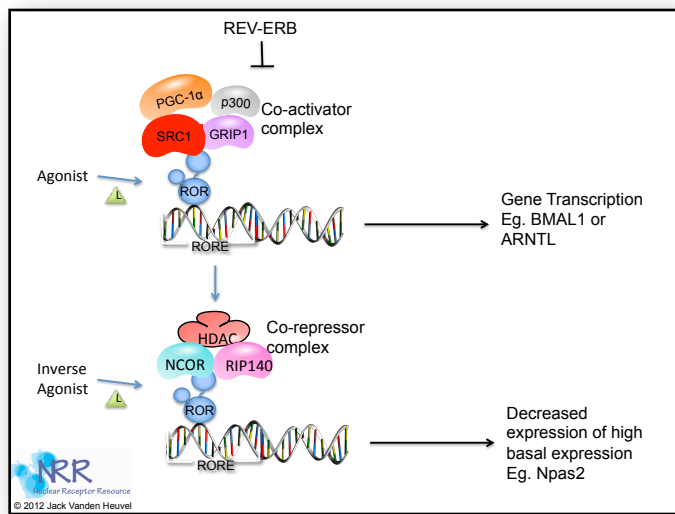 REV-ERB
PGC-1α
p300
SRC1
GRIP1
Co-activator
complex
Agonist
L
ROR
RORE
Gene Transcription
Eg. BMAL1 or
ARNTL
HDAC
NCOR
RIP140
Co-repressor
complex
Inverse
Agonist
L
ROR
RORE
Decreased
expression of high
basal expression
Eg. Npas2
NRR
Nuclear Receptor Resource
© 2012 Jack Vanden Heuvel